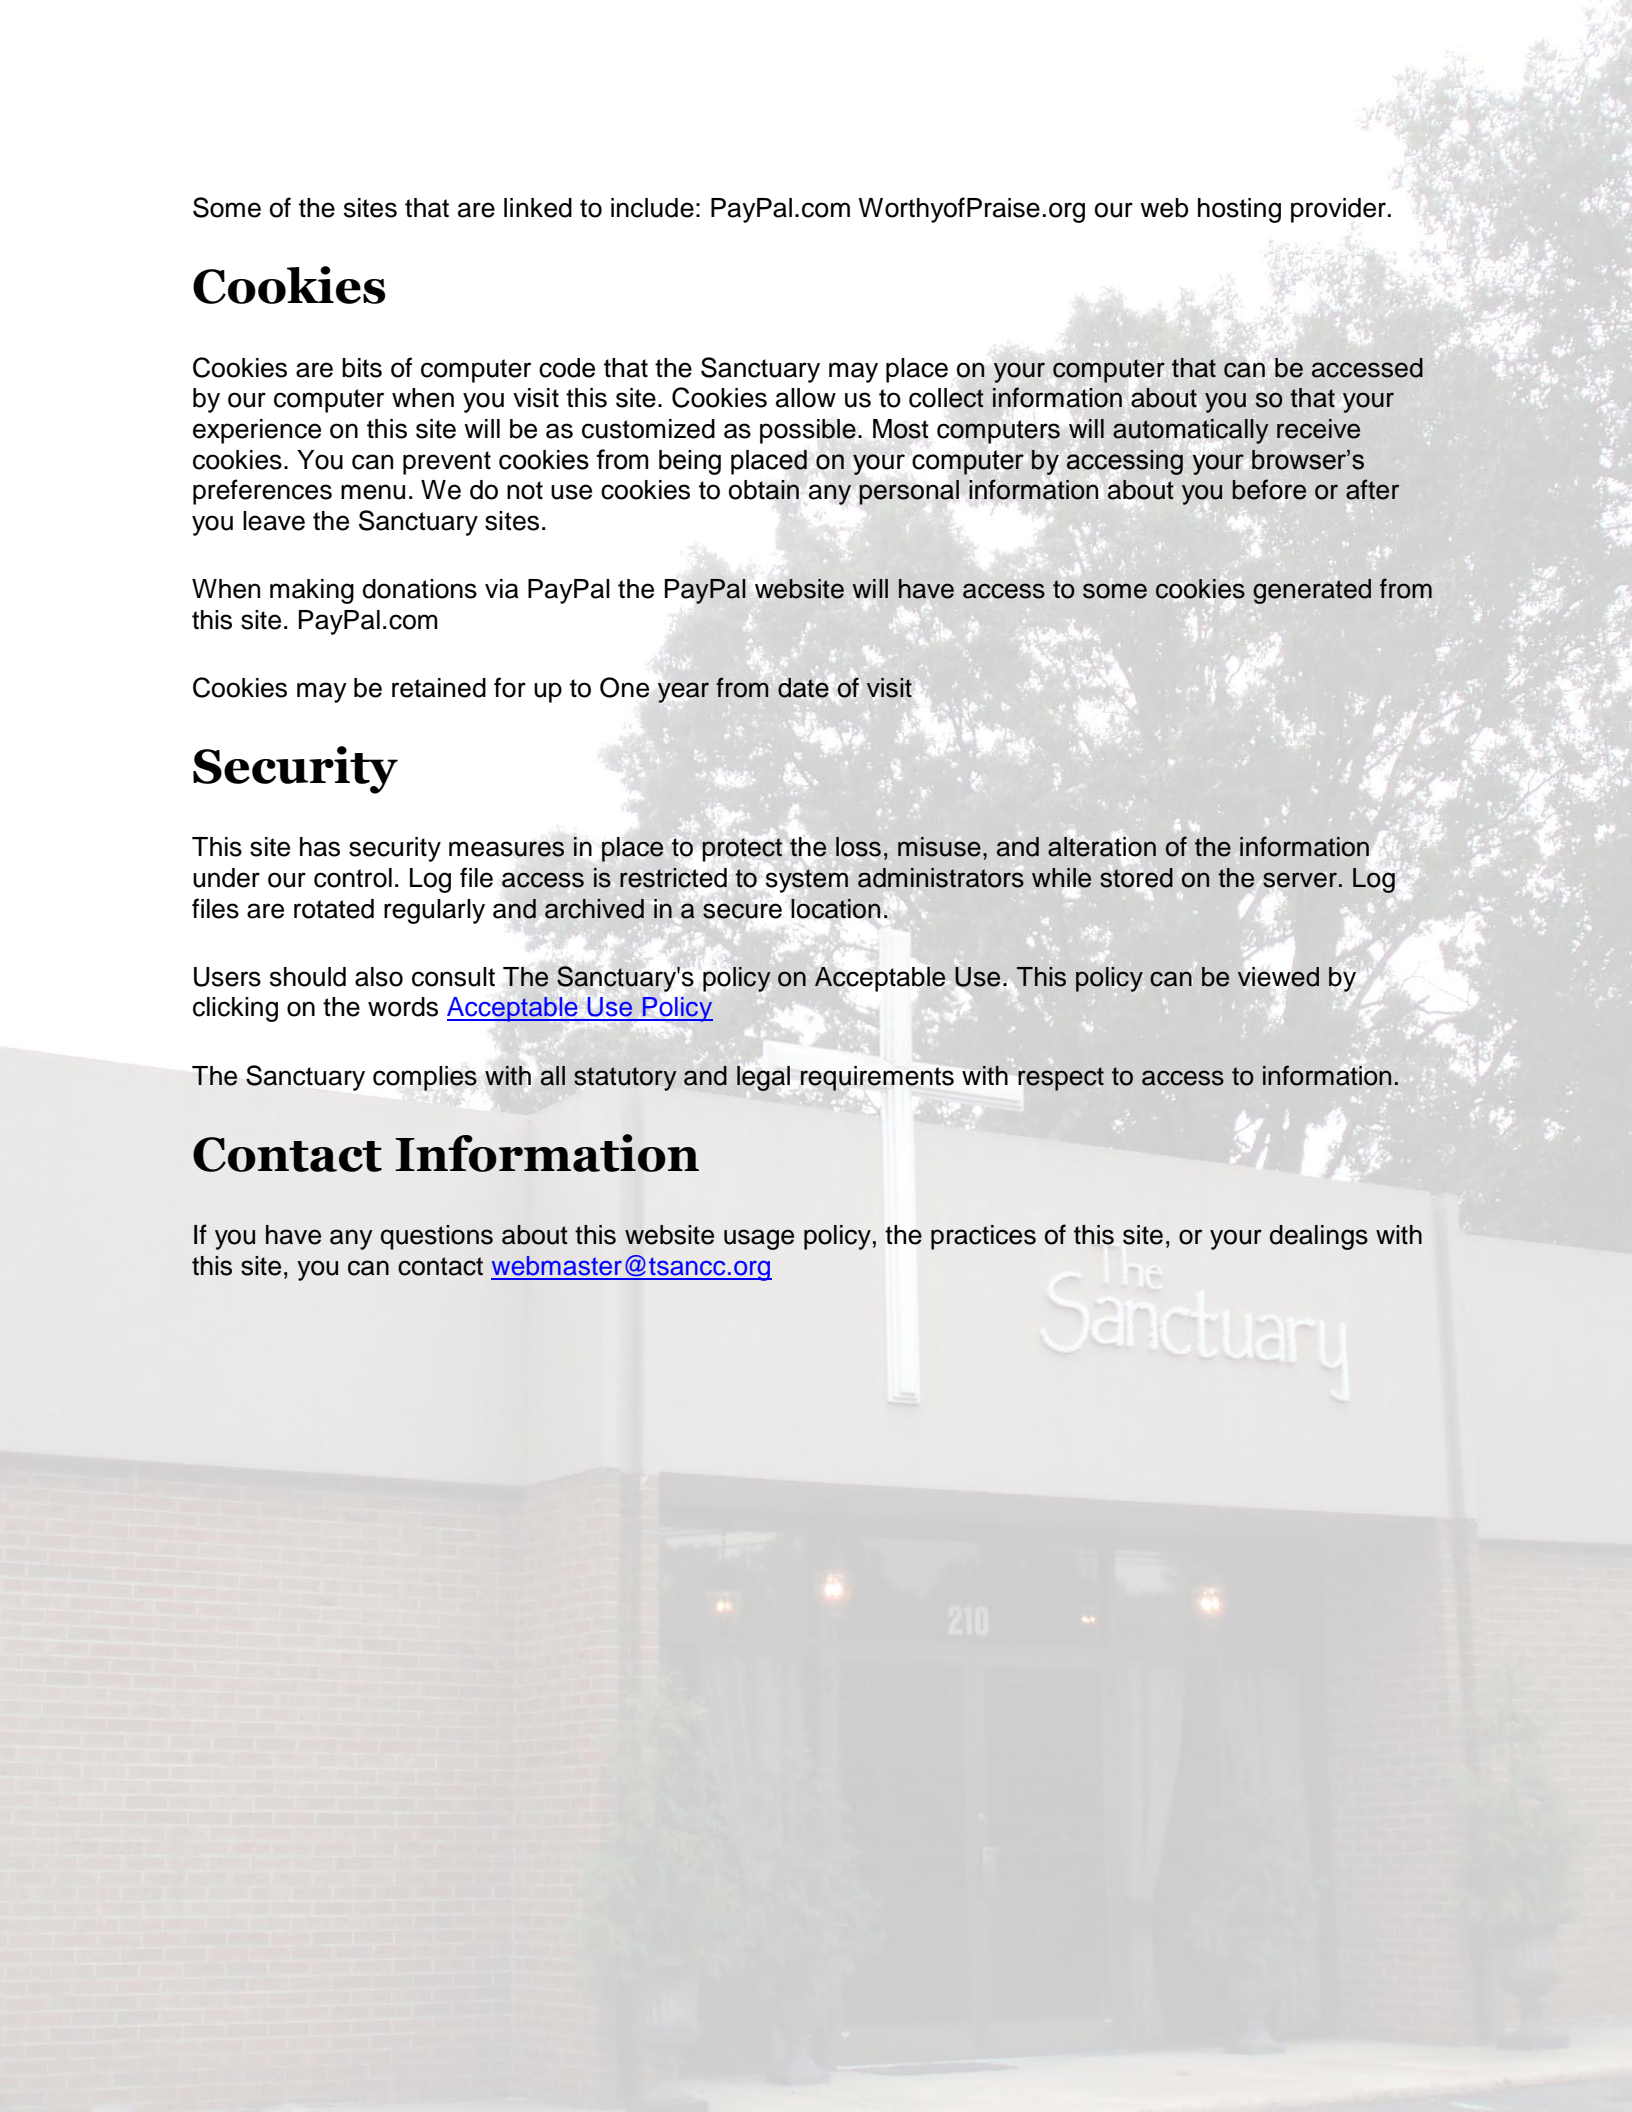 Some of the sites that are linked to include: PayPal.com WorthyofPraise.org our web hosting provider.
Cookies
Cookies are bits of computer code that the Sanctuary may place on your computer that can be accessed
by our computer when you visit this site. Cookies allow us to collect information about you so that your
experience on this site will be as customized as possible. Most computers will automatically receive
cookies. You can prevent cookies from being placed on your computer by accessing your browser’s
preferences menu. We do not use cookies to obtain any personal information about you before or after
you leave the Sanctuary sites.
When making donations via PayPal the PayPal website will have access to some cookies generated from
this site. PayPal.com
Cookies may be retained for up to One year from date of visit
Security
This site has security measures in place to protect the loss, misuse, and alteration of the information
under our control. Log file access is restricted to system administrators while stored on the server. Log
files are rotated regularly and archived in a secure location.
Users should also consult The Sanctuary's policy on Acceptable Use. This policy can be viewed by
clicking on the words Acceptable Use Policy
The Sanctuary complies with all statutory and legal requirements with respect to access to information.
Contact Information
If you have any questions about this website usage policy, the practices of this site, or your dealings with
this site, you can contact webmaster@tsancc.org
The
Sanctuary
210